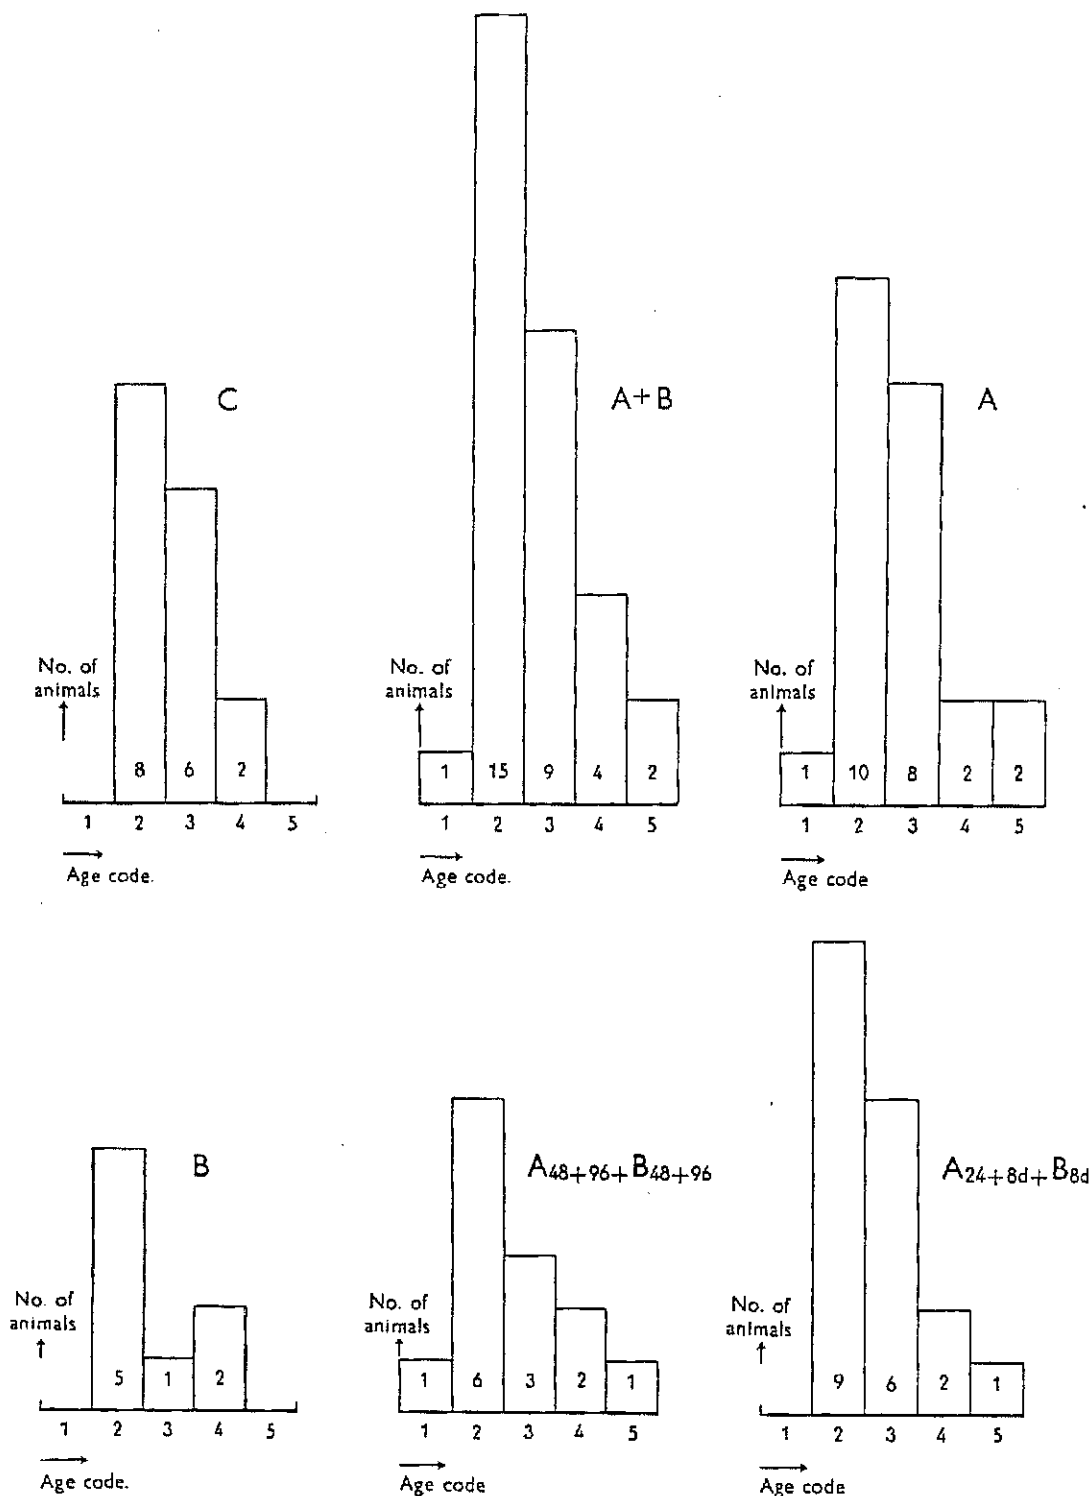 C
No. of
animals
8 6 2
1 2 3 4 5
Age code.
A+B
No. of
animals
1 15 9 4 2
1 2 3 4 5
Age code.
A
No. of
animals
1 10 8 2 2
1 2 3 4 5
Age code
B
No. of
animals
5 1 2
1 2 3 4 5
Age code.
A48+96+B48+96
No. of
animals
1 6 3 2 1
1 2 3 4 5
Age code
A24+8d+B8d
No. of
animals
9 6 2 1
1 2 3 4 5
Age code